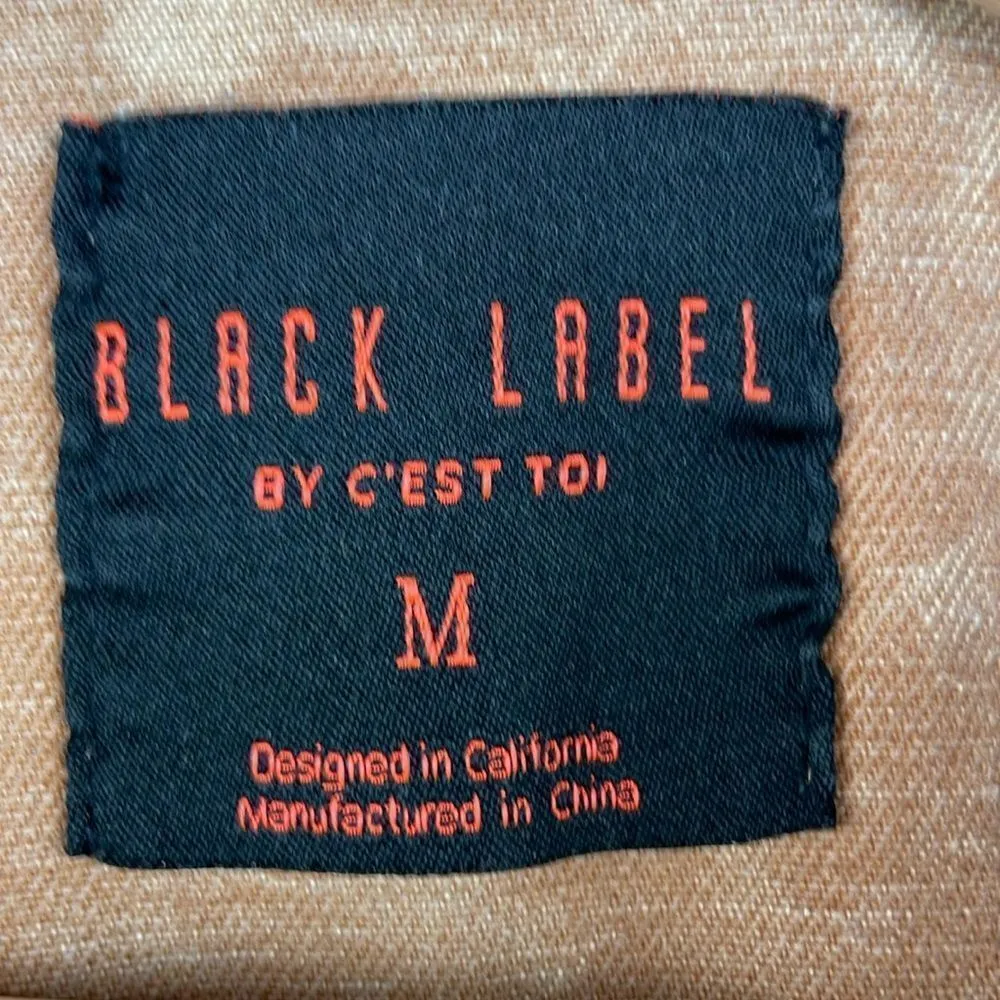 BLACK LABEL
BY C'EST TOI
M
Designed in California
Manufactured in China